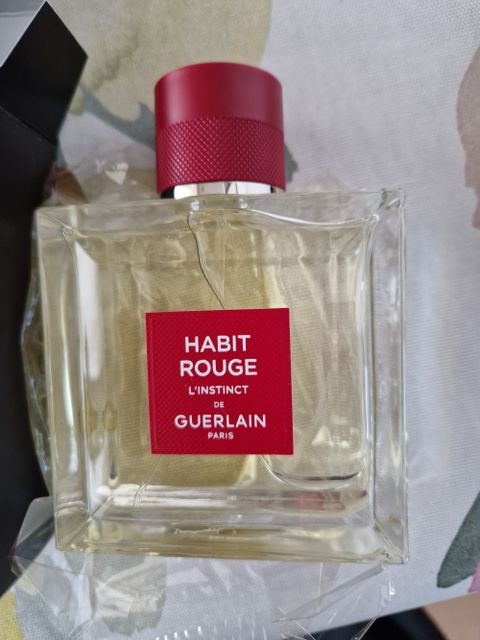 HABIT
ROUGE
L'INSTINCT
DE
GUERLAIN
PARIS